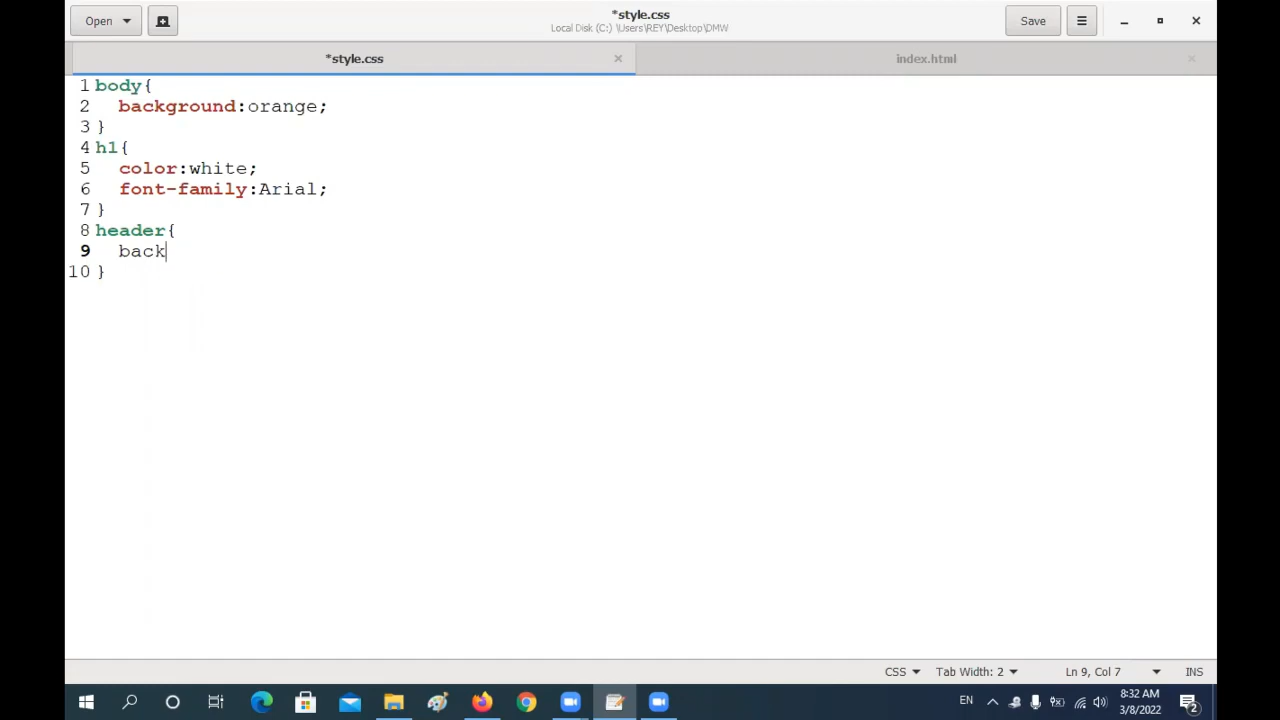 Open
*style.css
Local Disk (C:) \Users\REY\Desktop\DMW
Save
*style.css
index.html
1 body{
2 background:orange;
3 }
4 h1{
5 color:white;
6 font-family:Arial;
7 }
8 header{
9 back
10 }
CSS
Tab Width: 2
Ln 9, Col 7
INS
EN
8:32 AM
3/8/2022
2